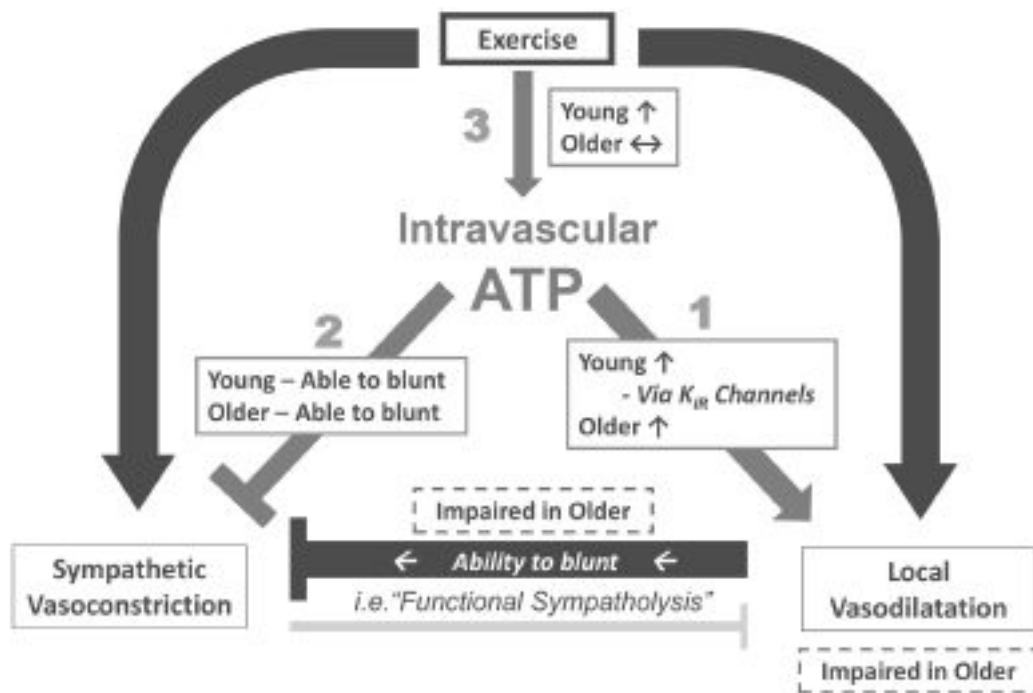 Exercise
3
Young ↑
Older ↔
Intravascular
ATP
2
1
Young – Able to blunt
Older – Able to blunt
Young ↑
- Via KIR Channels
Older ↑
Impaired in Older
← Ability to blunt ←
i.e."Functional Sympatholysis"
Sympathetic
Vasoconstriction
Local
Vasodilatation
Impaired in Older